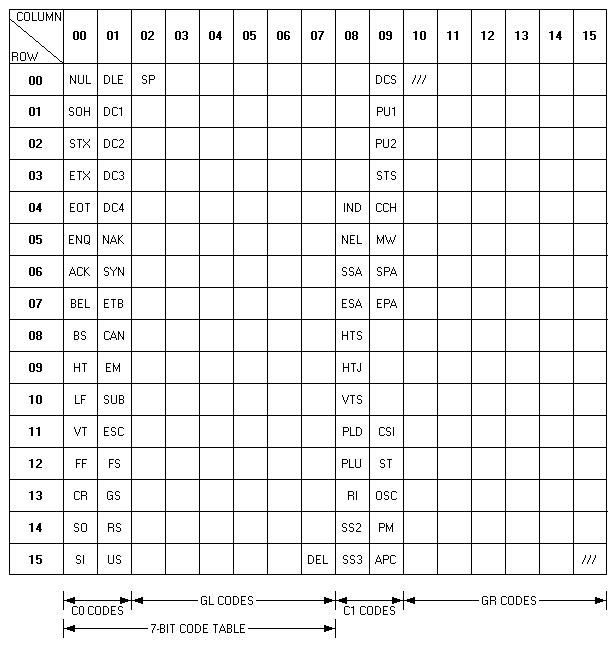 COLUMN
ROW
00 01 02 03 04 05 06 07 08 09 10 11 12 13 14 15
00 NUL DLE SP DCS ///
01 SOH DC1 PU1
02 STX DC2 PU2
03 ETX DC3 STS
04 EOT DC4 IND CCH
05 ENQ NAK NEL MW
06 ACK SYN SSA SPA
07 BEL ETB ESA EPA
08 BS CAN HTS
09 HT EM HTJ
10 LF SUB VTS
11 VT ESC PLD CSI
12 FF FS PLU ST
13 CR GS RI OSC
14 SO RS SS2 PM
15 SI US DEL SS3 APC ///
C0 CODES GL CODES C1 CODES GR CODES
7-BIT CODE TABLE